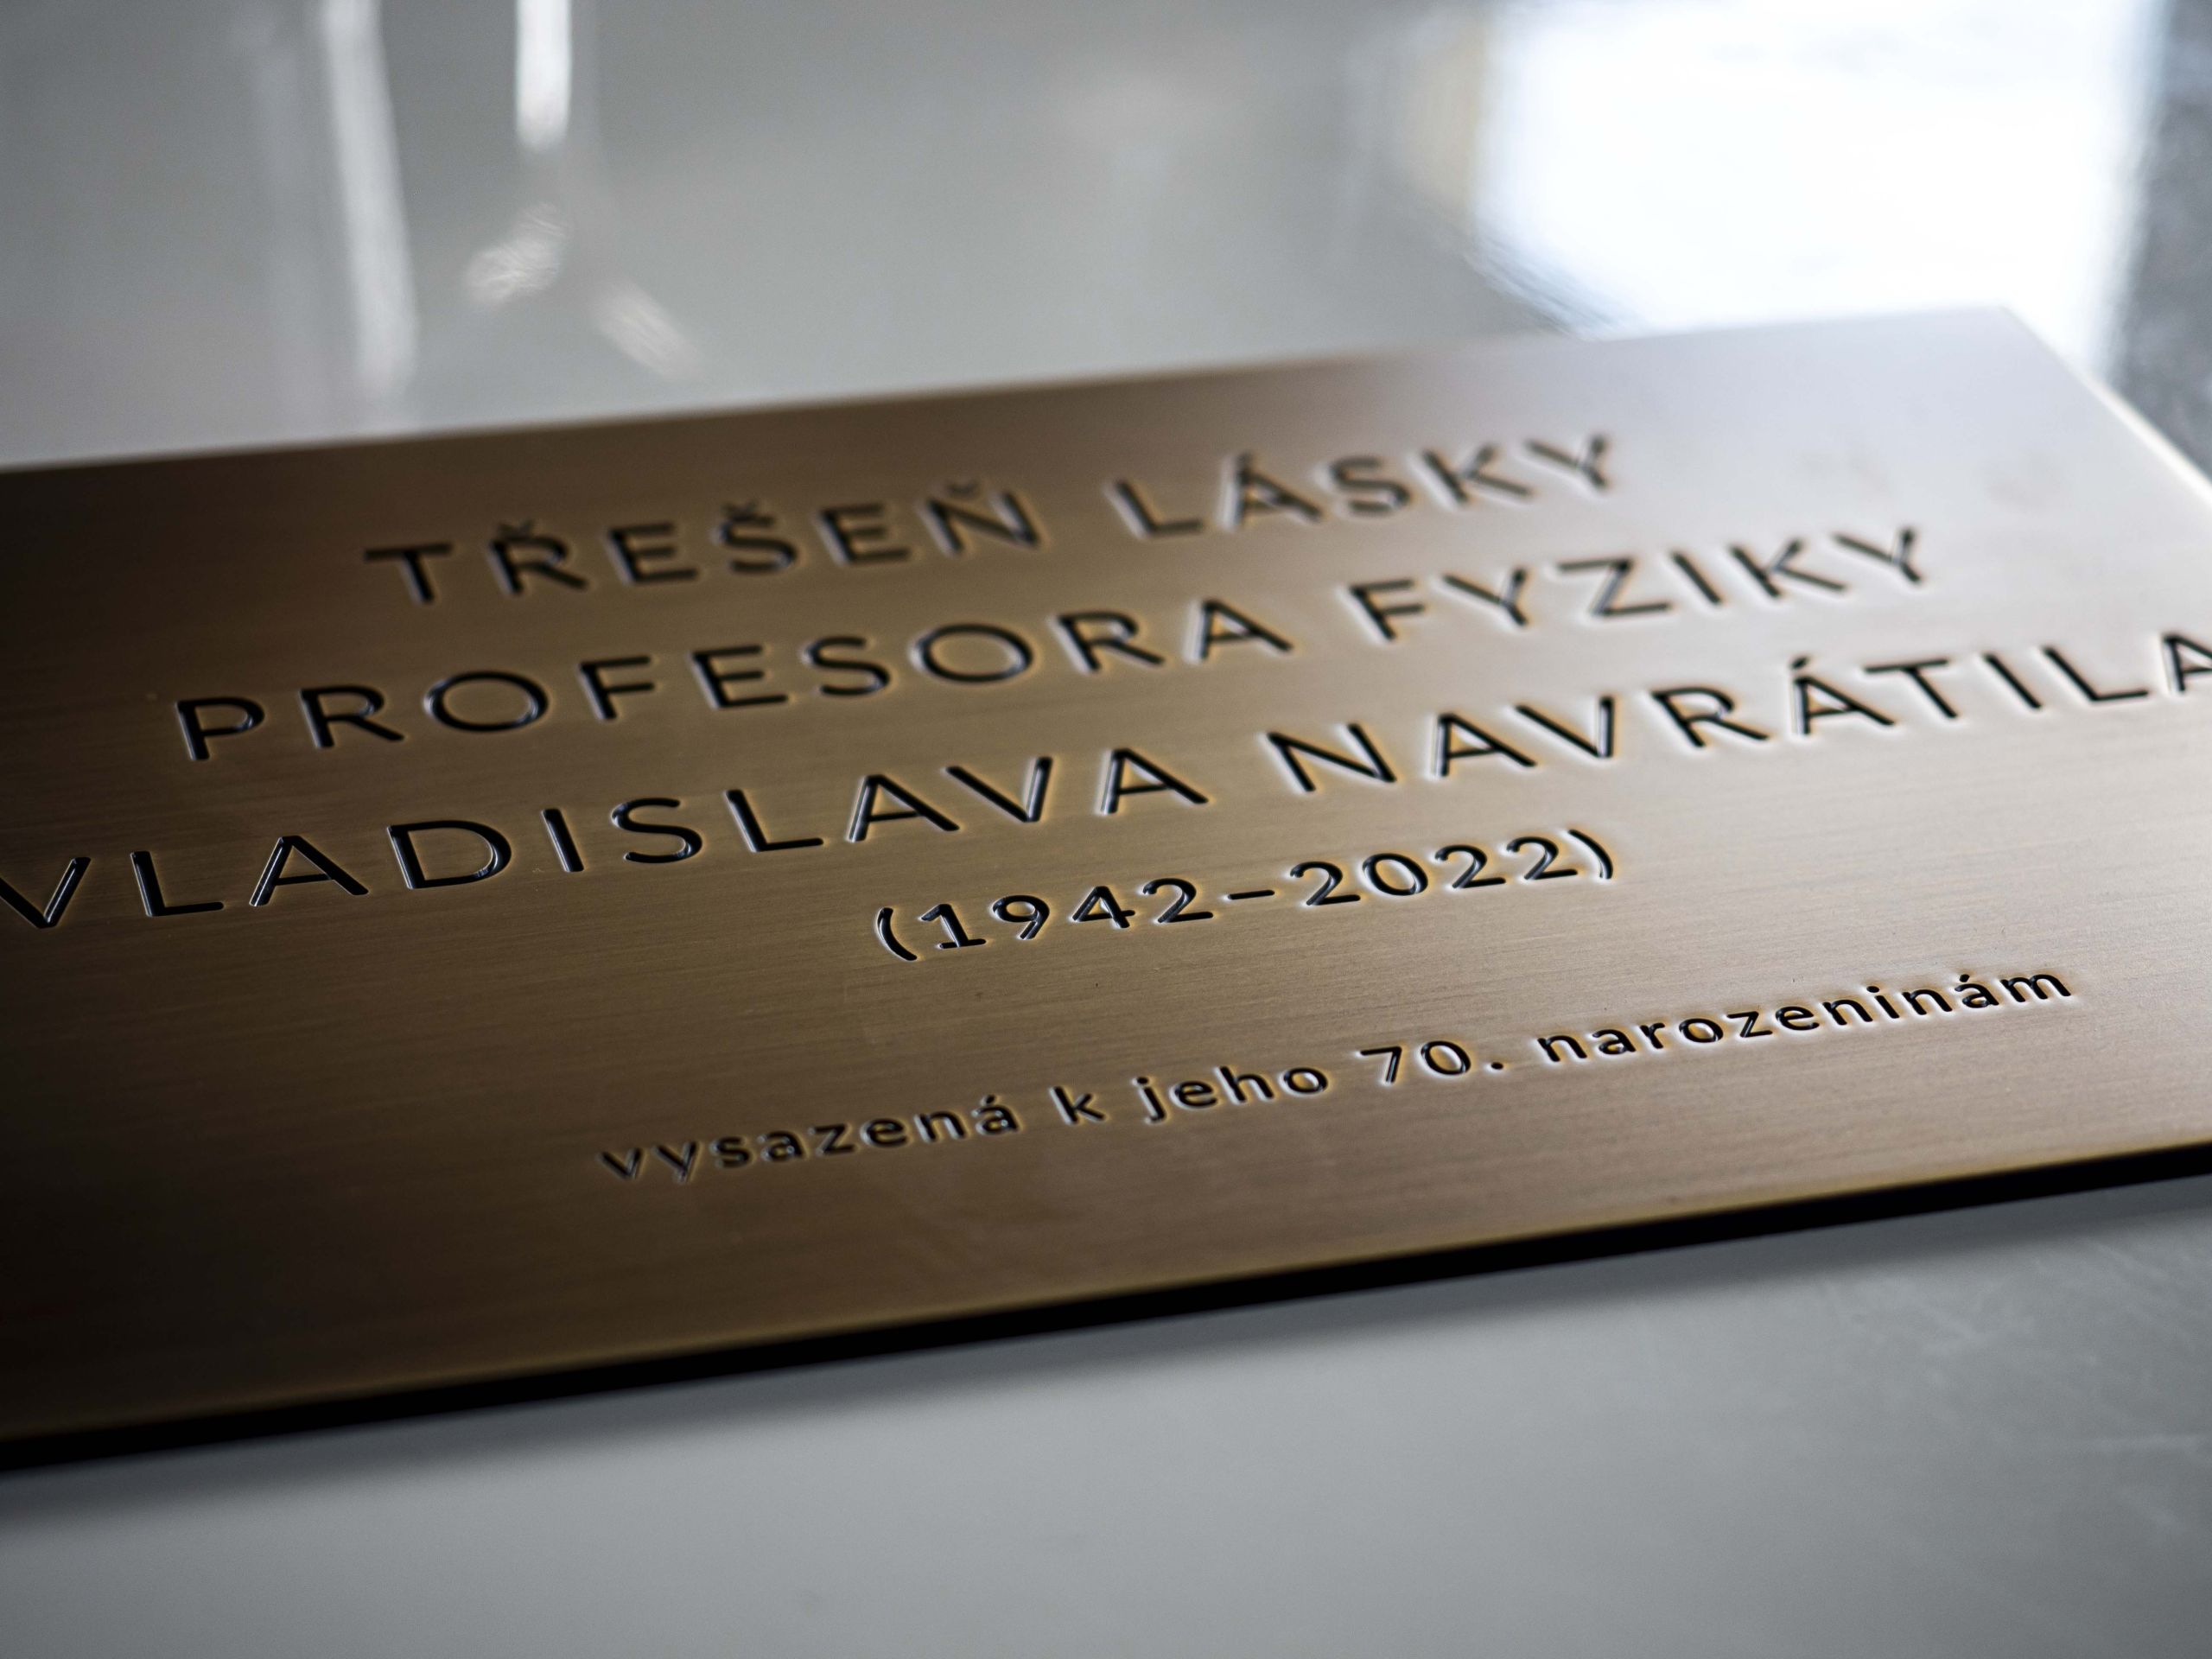 TŘEŠEŇ LÁSKY
PROFESORA FYZIKY
VLADISLAVA NAVRÁTILA
(1942–2022)
vysazená k jeho 70. narozeninám